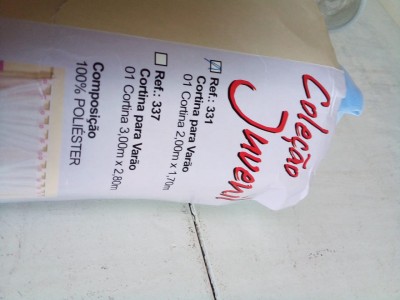 Coleção
Juveni
Ref.: 331
Cortina para Varão
01 Cortina 2,00m x 1,70m
Ref.: 337
Cortina para Varão
01 Cortina 3,00m x 2,80m
Composição
100% POLIÉSTER